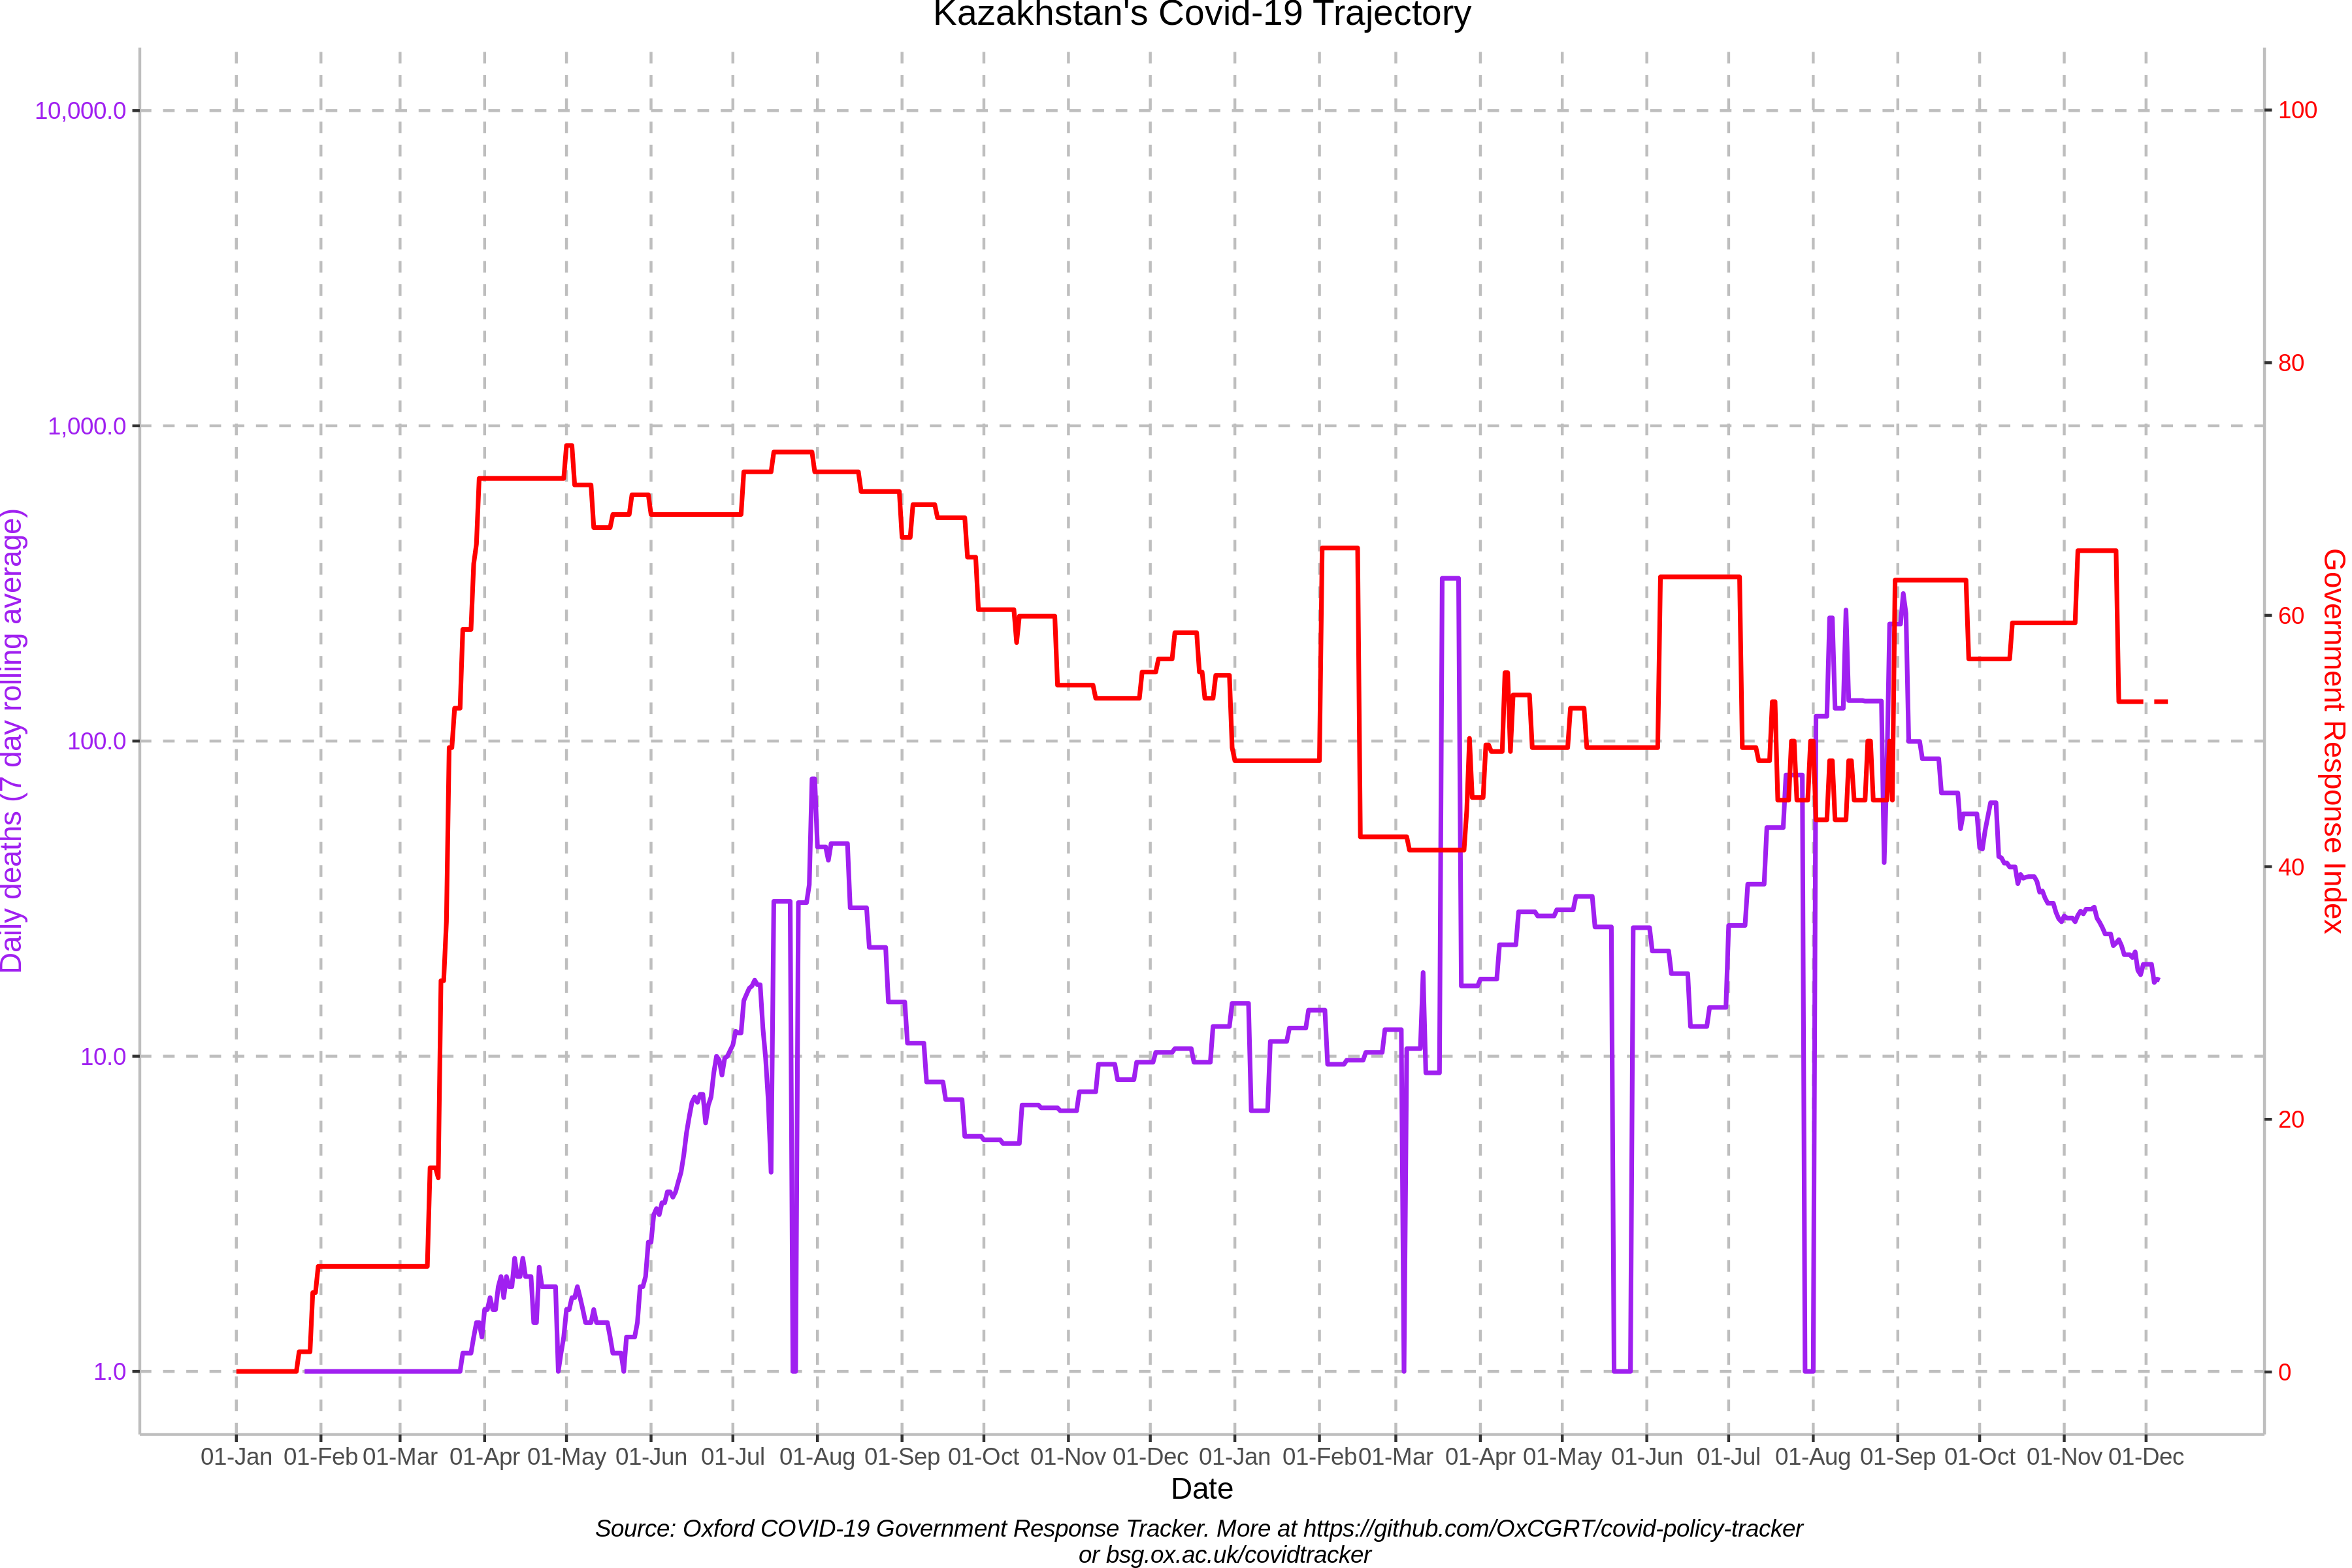 Kazakhstan's Covid-19 Trajectory
10,000.0
1,000.0
100.0
10.0
1.0
Daily deaths (7 day rolling average)
100
80
60
40
20
0
Government Response Index
01-Jan 01-Feb 01-Mar 01-Apr 01-May 01-Jun 01-Jul 01-Aug 01-Sep 01-Oct 01-Nov 01-Dec 01-Jan 01-Feb 01-Mar 01-Apr 01-May 01-Jun 01-Jul 01-Aug 01-Sep 01-Oct 01-Nov 01-Dec
Date
Source: Oxford COVID-19 Government Response Tracker. More at https://github.com/OxCGRT/covid-policy-tracker
or bsg.ox.ac.uk/covidtracker